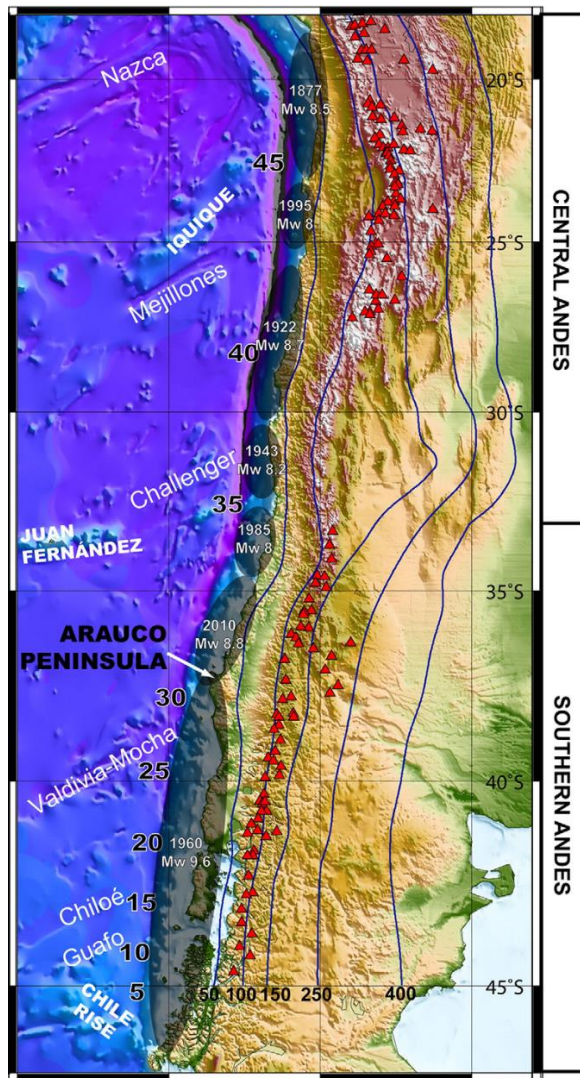 Nazca
20°S
1877
Mw 8.5
45
IQUIQUE
1995
Mw 8
25°S
CENTRAL ANDES
Mejillones
1922
Mw 8.7
40
30°S
1943
Mw 8.2
Challenger
35
JUAN
FERNÁNDEZ
1985
Mw 8
35°S
2010
Mw 8.8
ARAUCO
PENINSULA
30
Valdivia-Mocha
25
40°S
SOUTHERN ANDES
20
1960
Mw 9.6
Chiloé
15
Guafo
10
CHILE
RISE
5
50 100 150 250 400
45°S